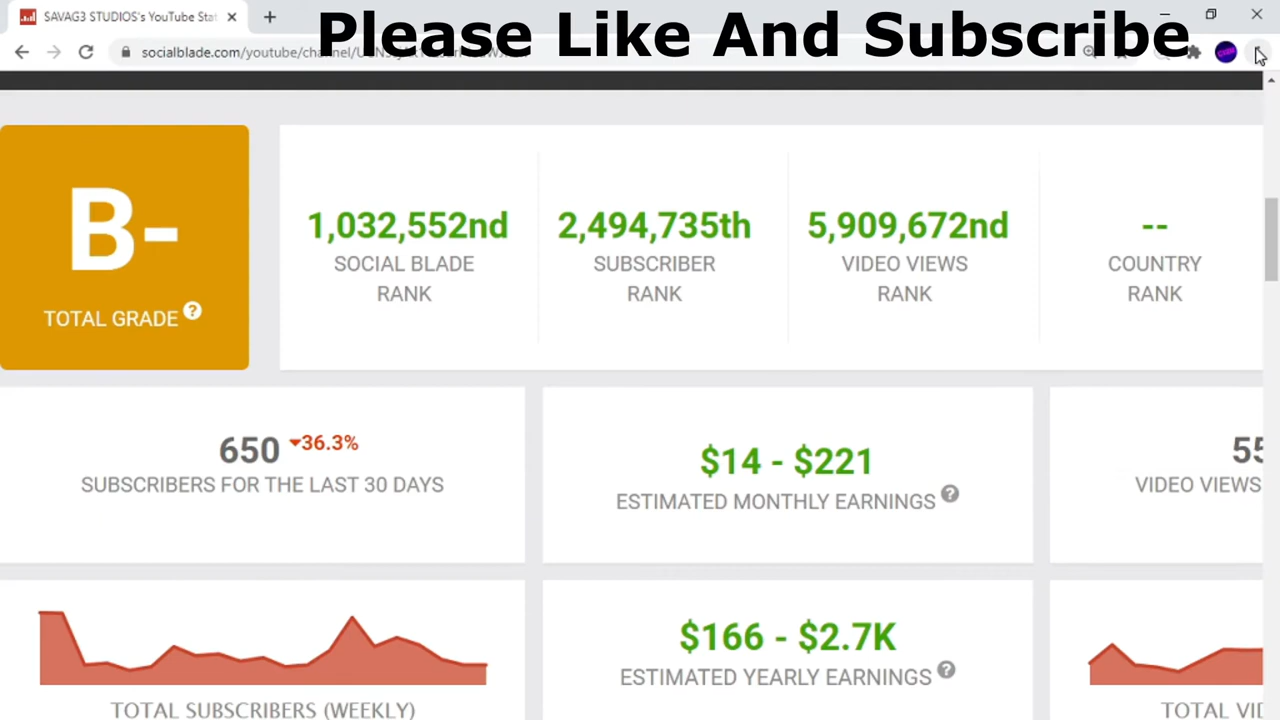 SAVAG3 STUDIOS's YouTube Stat
Please Like And Subscribe
socialblade.com/youtube/channel/
B-
TOTAL GRADE ?
1,032,552nd
SOCIAL BLADE
RANK
2,494,735th
SUBSCRIBER
RANK
5,909,672nd
VIDEO VIEWS
RANK
--
COUNTRY
RANK
650 36.3%
SUBSCRIBERS FOR THE LAST 30 DAYS
$14 - $221
ESTIMATED MONTHLY EARNINGS ?
55
VIDEO VIEWS
$166 - $2.7K
ESTIMATED YEARLY EARNINGS ?
TOTAL SUBSCRIBERS (WEEKLY)
TOTAL VID